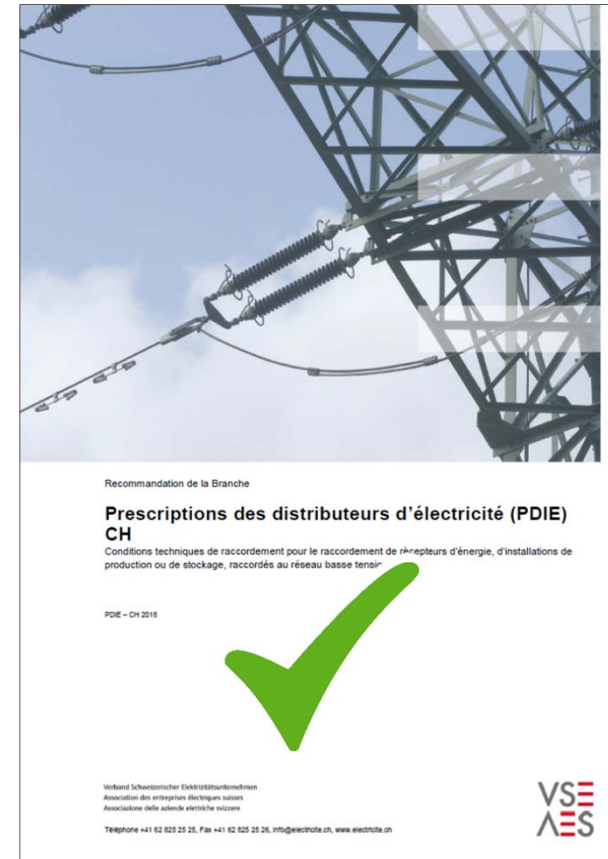 Recommandation de la Branche
Prescriptions des distributeurs d’électricité (PDIE)
CH
Conditions techniques de raccordement pour le raccordement de récepteurs d’énergie, d’installations de
production ou de stockage, raccordés au réseau basse tension
PDIE – CH 2018
Verband Schweizerischer Elektrizitätsunternehmen
Association des entreprises électriques suisses
Associazione delle aziende elettriche svizzere
Téléphone +41 62 825 25 25, Fax +41 62 825 25 26, info@electricite.ch, www.electricite.ch
VSE
AES